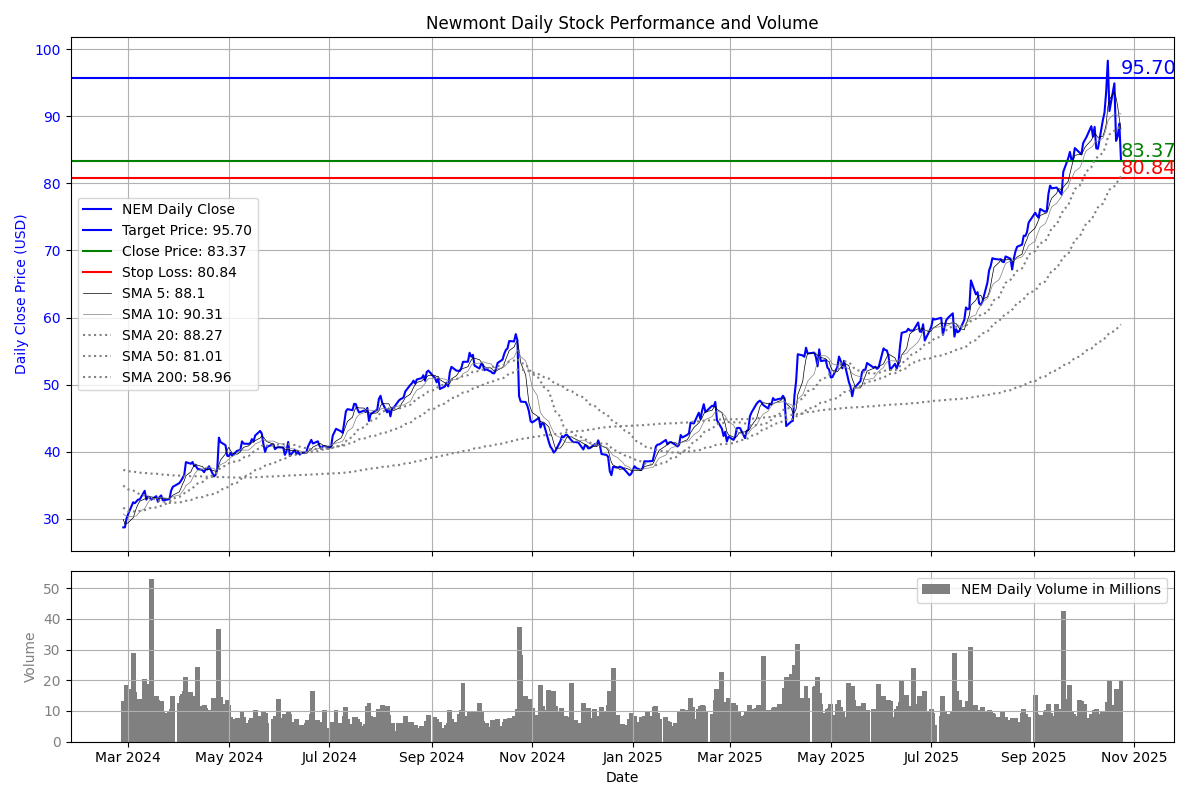 Newmont Daily Stock Performance and Volume
Daily Close Price (USD)
100
90
80
70
60
50
40
30
95.70
83.37
80.84
NEM Daily Close
Target Price: 95.70
Close Price: 83.37
Stop Loss: 80.84
SMA 5: 88.1
SMA 10: 90.31
SMA 20: 88.27
SMA 50: 81.01
SMA 200: 58.96
Volume
50
40
30
20
10
0
NEM Daily Volume in Millions
Mar 2024 May 2024 Jul 2024 Sep 2024 Nov 2024 Jan 2025 Mar 2025 May 2025 Jul 2025 Sep 2025 Nov 2025
Date